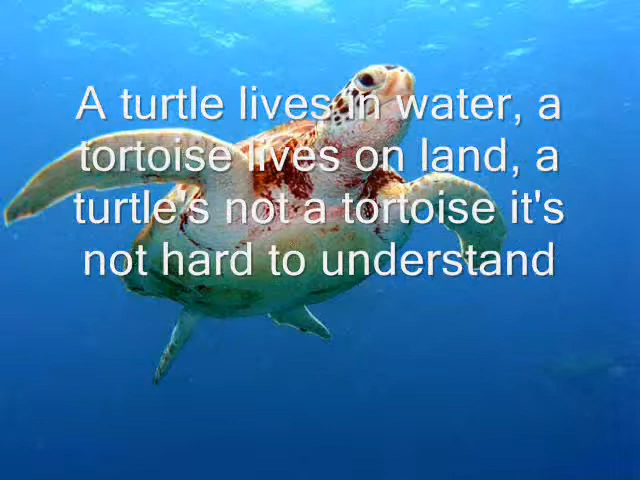 A turtle lives in water, a
tortoise lives on land, a
turtle's not a tortoise it's
not hard to understand